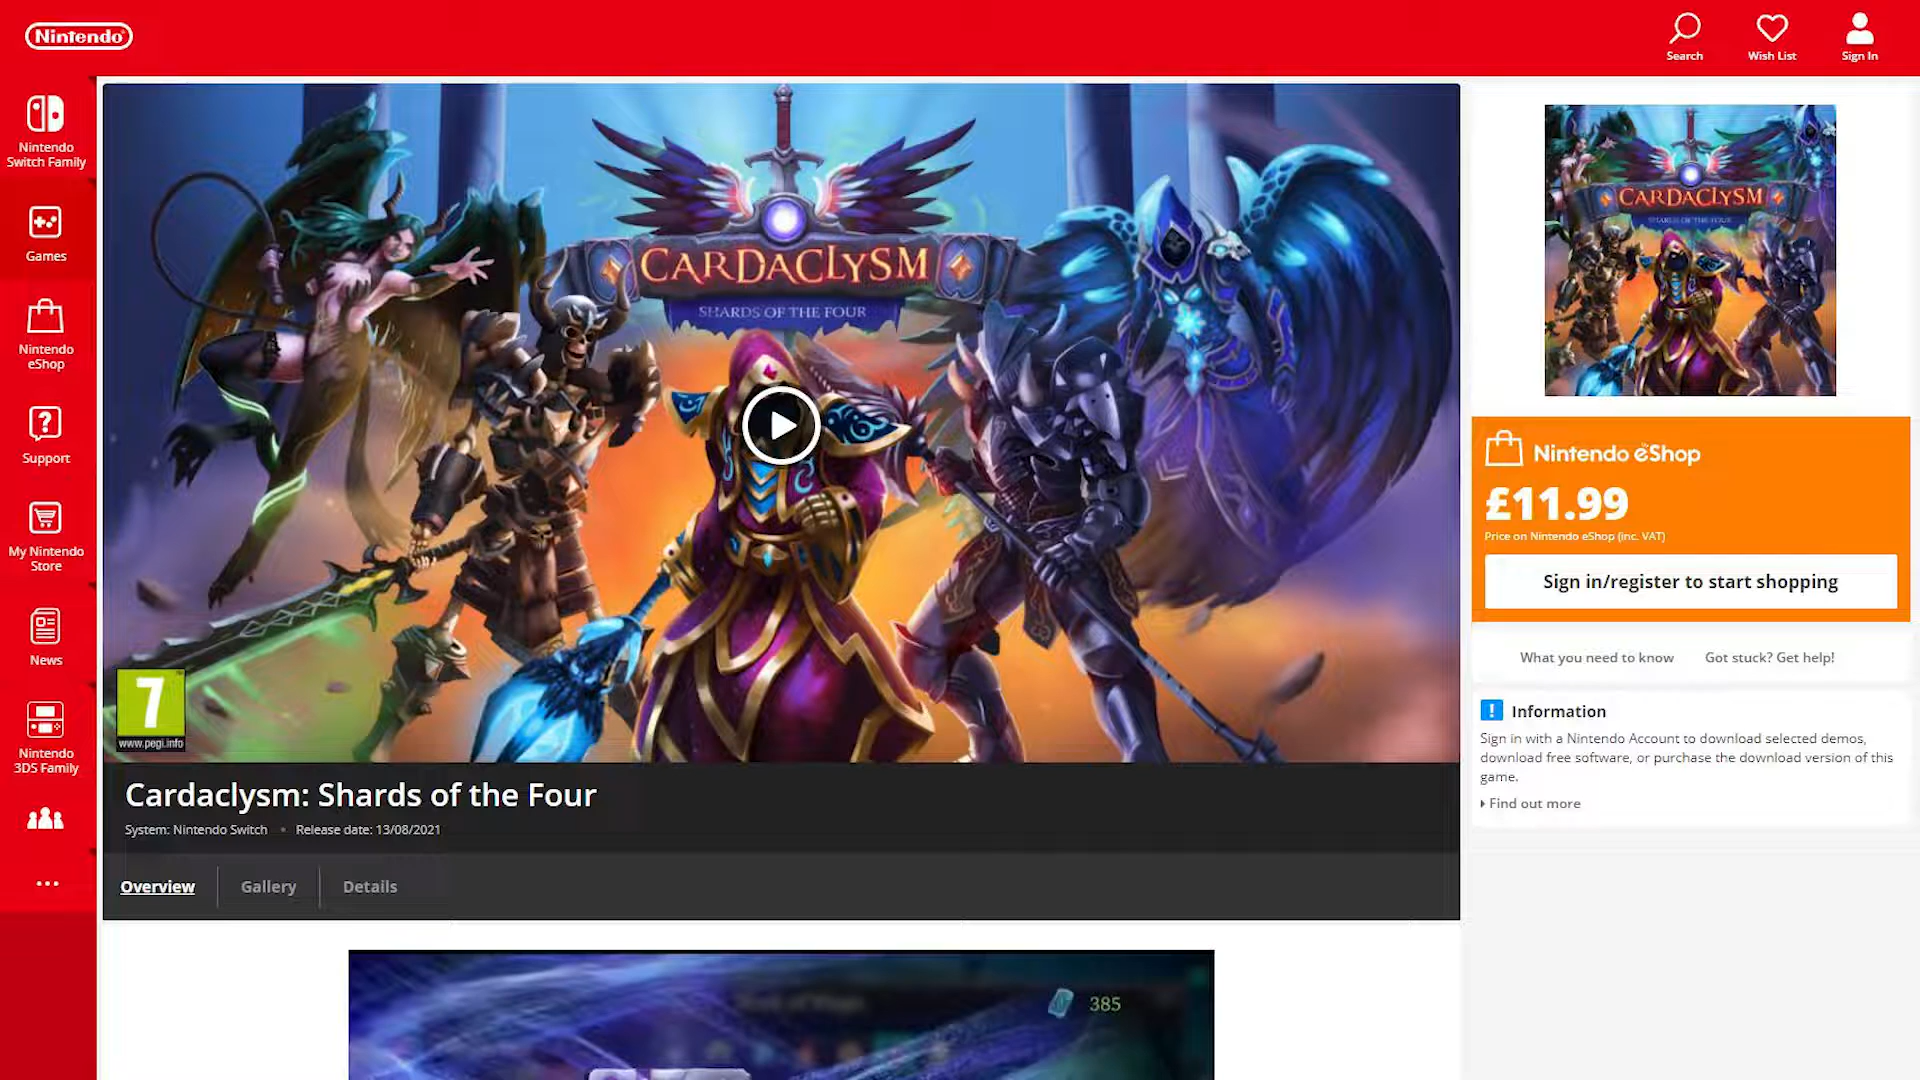 Nintendo
Search
Wish List
Sign In
Nintendo
Switch Family
Games
Nintendo
eShop
Support
My Nintendo
Store
News
Nintendo
3DS Family
CARDACLYSM
SHARDS OF THE FOUR
7
www.pegi.info
Cardaclysm: Shards of the Four
System: Nintendo Switch
Release date: 13/08/2021
Overview
Gallery
Details
385
CARDACLYSM
SHARDS OF THE FOUR
Nintendo eShop
£11.99
Price on Nintendo eShop (inc. VAT)
Sign in/register to start shopping
What you need to know
Got stuck? Get help!
! Information
Sign in with a Nintendo Account to download selected demos,
download free software, or purchase the download version of this
game.
Find out more